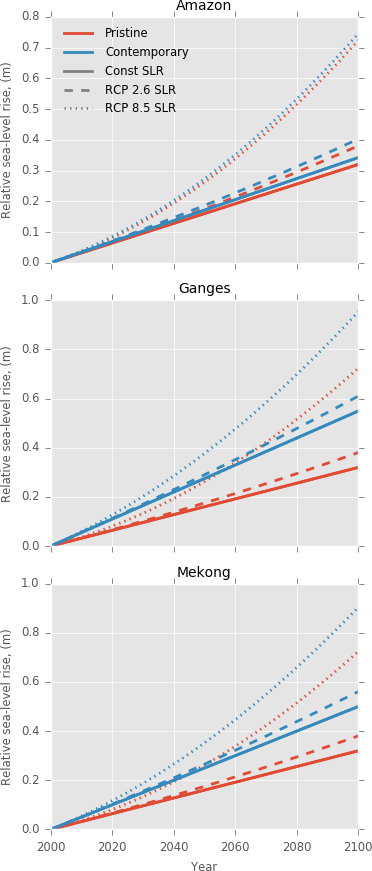 Amazon
0.8
0.7
0.6
0.5
0.4
0.3
0.2
0.1
0.0
Relative sea-level rise, (m)
Pristine
Contemporary
Const SLR
RCP 2.6 SLR
RCP 8.5 SLR
Ganges
1.0
0.8
0.6
0.4
0.2
0.0
Relative sea-level rise, (m)
Mekong
1.0
0.8
0.6
0.4
0.2
0.0
Relative sea-level rise, (m)
2000 2020 2040 2060 2080 2100
Year